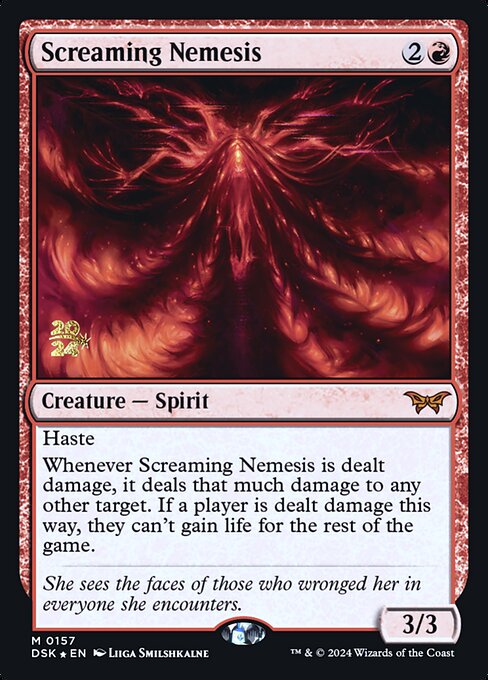 Screaming Nemesis 2
2024
Creature — Spirit
Haste
Whenever Screaming Nemesis is dealt
damage, it deals that much damage to any
other target. If a player is dealt damage this
way, they can't gain life for the rest of the
game.
She sees the faces of those who wronged her in
everyone she encounters.
3/3
M 0157
DSK ★ EN LIIGA SMILSHKALNE
™ & © 2024 Wizards of the Coast